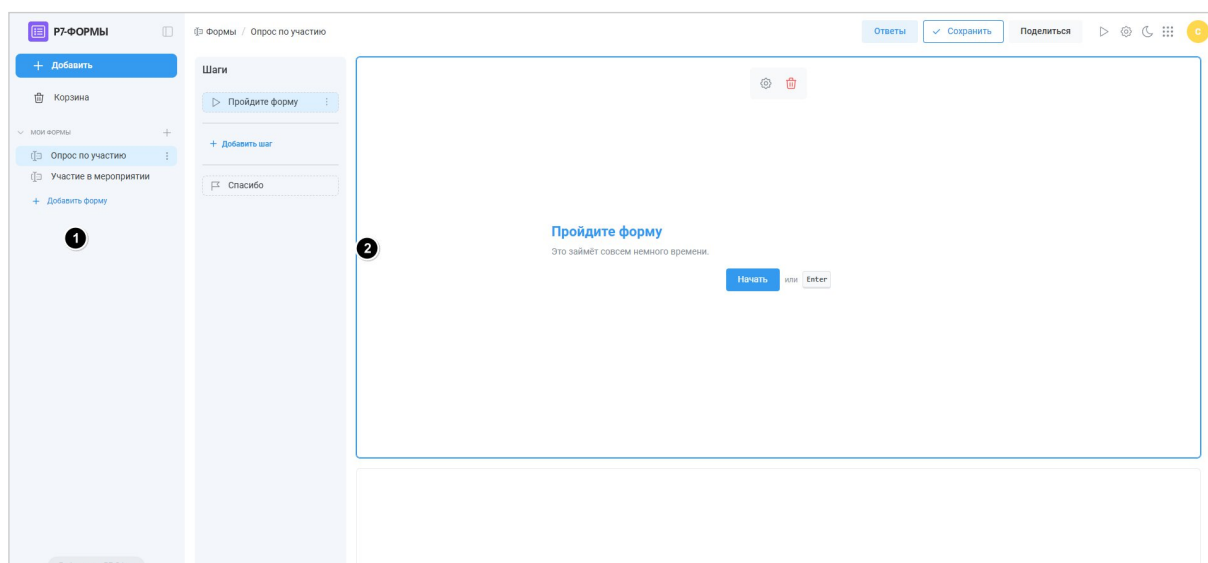 Р7-ФОРМЫ
Формы / Опрос по участию
Ответы
Сохранить
Поделиться
С
+ Добавить
Корзина
МОИ ФОРМЫ
Опрос по участию
Участие в мероприятии
+ Добавить форму
1
Шаги
Пройдите форму
+ Добавить шаг
Спасибо
2
Пройдите форму
Это займёт совсем немного времени.
Начать или Enter